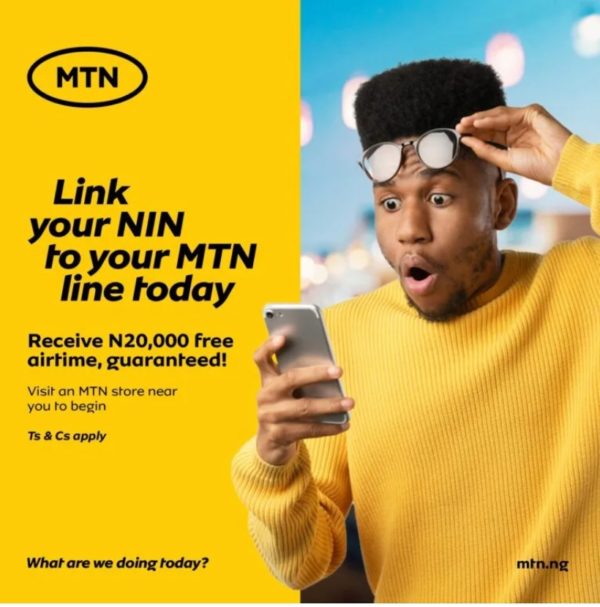 MTN
Link
your NIN
to your MTN
line today
Receive N20,000 free
airtime, guaranteed!
Visit an MTN store near
you to begin
Ts & Cs apply
What are we doing today?
mtn.ng